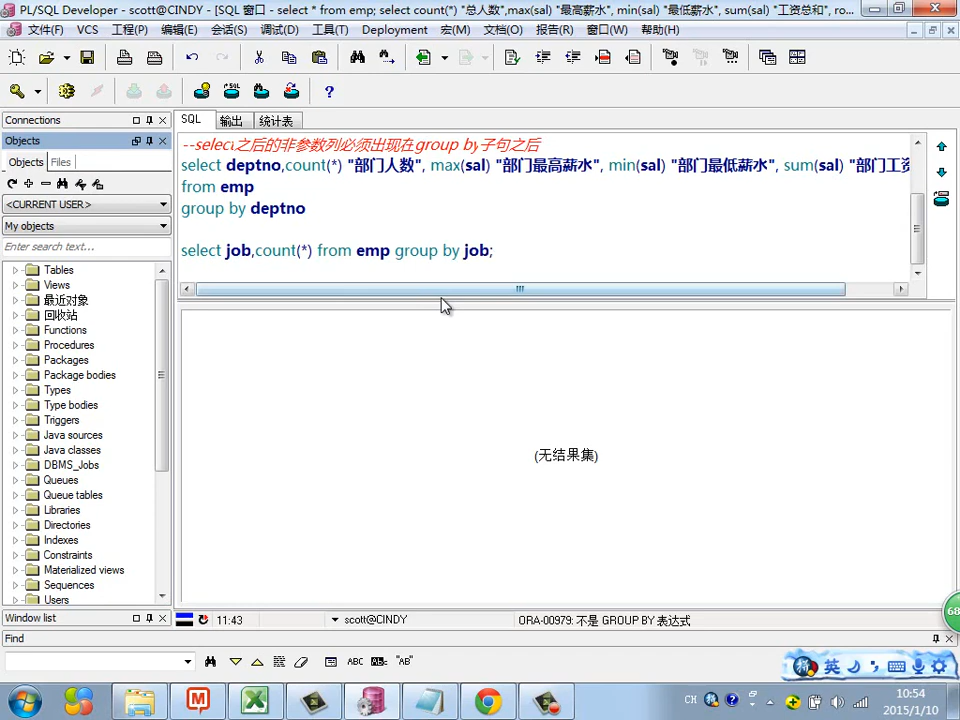 PL/SQL Developer - scott@CINDY - [SQL 窗口 - select * from emp; select count(*) "总人数",max(sal) "最高薪水", min(sal) "最低薪水", sum(sal) "工资总和", ro...
文件(F) VCS 工程(P) 编辑(E) 会话(S) 调试(D) 工具(T) Deployment 宏(M) 文档(O) 报告(R) 窗口(W) 帮助(H)
Connections
Objects
Objects Files
<CURRENT USER>
My objects
Enter search text...
Tables
Views
最近对象
回收站
Functions
Procedures
Packages
Package bodies
Types
Type bodies
Triggers
Java sources
Java classes
DBMS_Jobs
Queues
Queue tables
Libraries
Directories
Indexes
Constraints
Materialized views
Sequences
Users
Window list
SQL 输出 统计表
--select之后的非参数列必须出现在group by子句之后
select deptno,count(*) "部门人数", max(sal) "部门最高薪水", min(sal) "部门最低薪水", sum(sal) "部门工资
from emp
group by deptno
select job,count(*) from emp group by job;
(无结果集)
11:43 scott@CINDY ORA-00979: 不是 GROUP BY 表达式
68
Find
ABC ABc "AB"
英
CH
10:54
2015/1/10